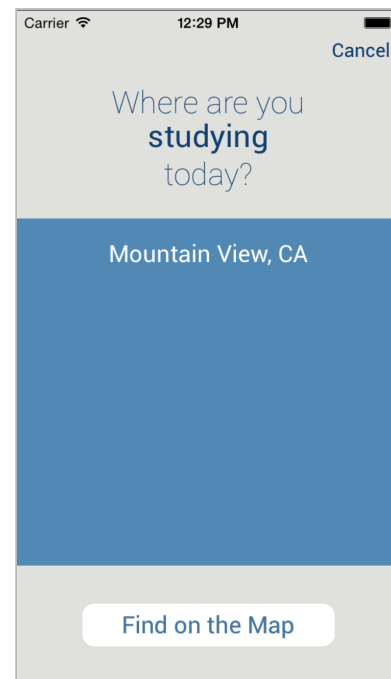 Carrier 12:29 PM
Cancel
Where are you
studying
today?
Mountain View, CA
Find on the Map